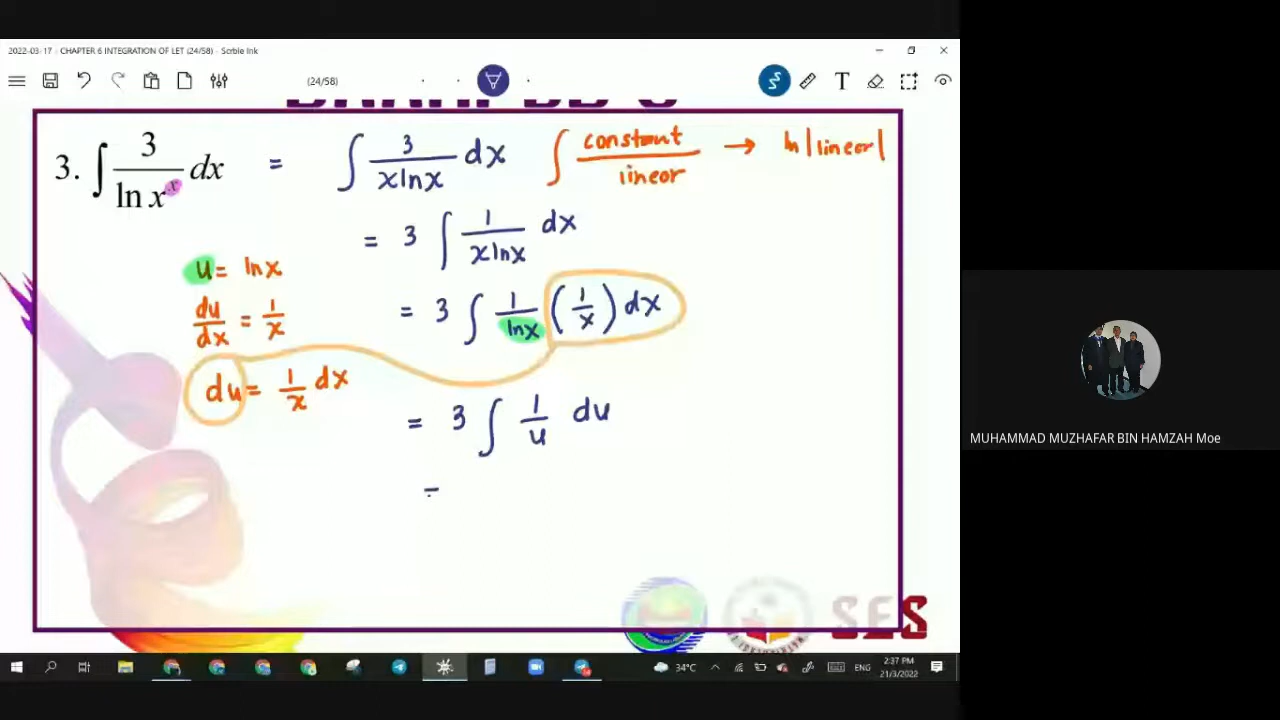 2022-03-17 - CHAPTER 6 INTEGRATION OF LET (24/58) - Scrble Ink
(24/58)
T
3. ∫ 3/(ln xˣ) dx = ∫ 3/(x ln x) dx ∫ constant/linear → ln|linear|
= 3 ∫ 1/(x ln x) dx
u = ln x
= 3 ∫ 1/(ln x) (1/x) dx
du/dx = 1/x
du = 1/x dx
= 3 ∫ 1/u du
=
SES
MUHAMMAD MUZHAFAR BIN HAMZAH Moe
34°C
ENG
2:37 PM
21/3/2022